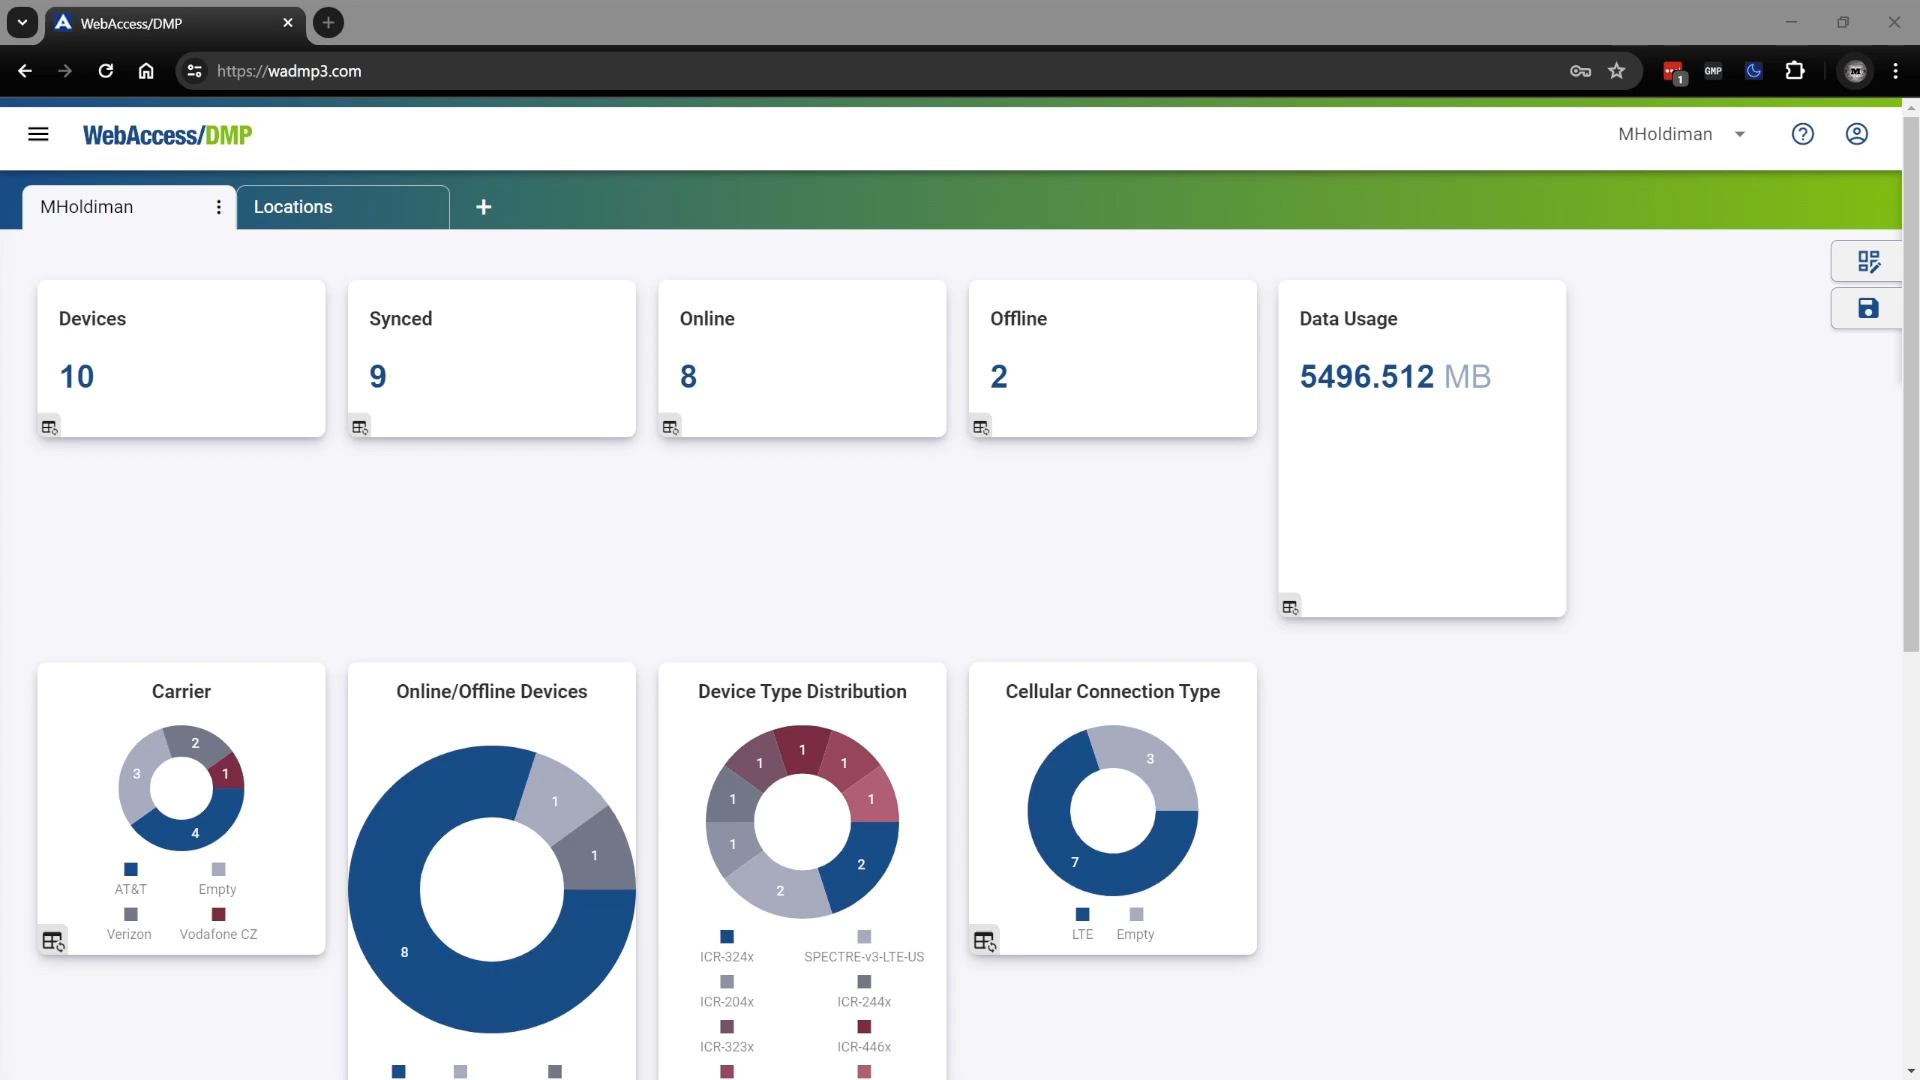 WebAccess/DMP
https://wadmp3.com
1
GMP
M
WebAccess/DMP
MHoldiman
MHoldiman
Locations
Devices
10
Synced
9
Online
8
Offline
2
Data Usage
5496.512 MB
Carrier
2
3
1
4
AT&T
Empty
Verizon
Vodafone CZ
Online/Offline Devices
1
1
8
Device Type Distribution
1
1
1
1
1
1
2
2
ICR-324x
SPECTRE-v3-LTE-US
ICR-204x
ICR-244x
ICR-323x
ICR-446x
Cellular Connection Type
3
7
LTE
Empty